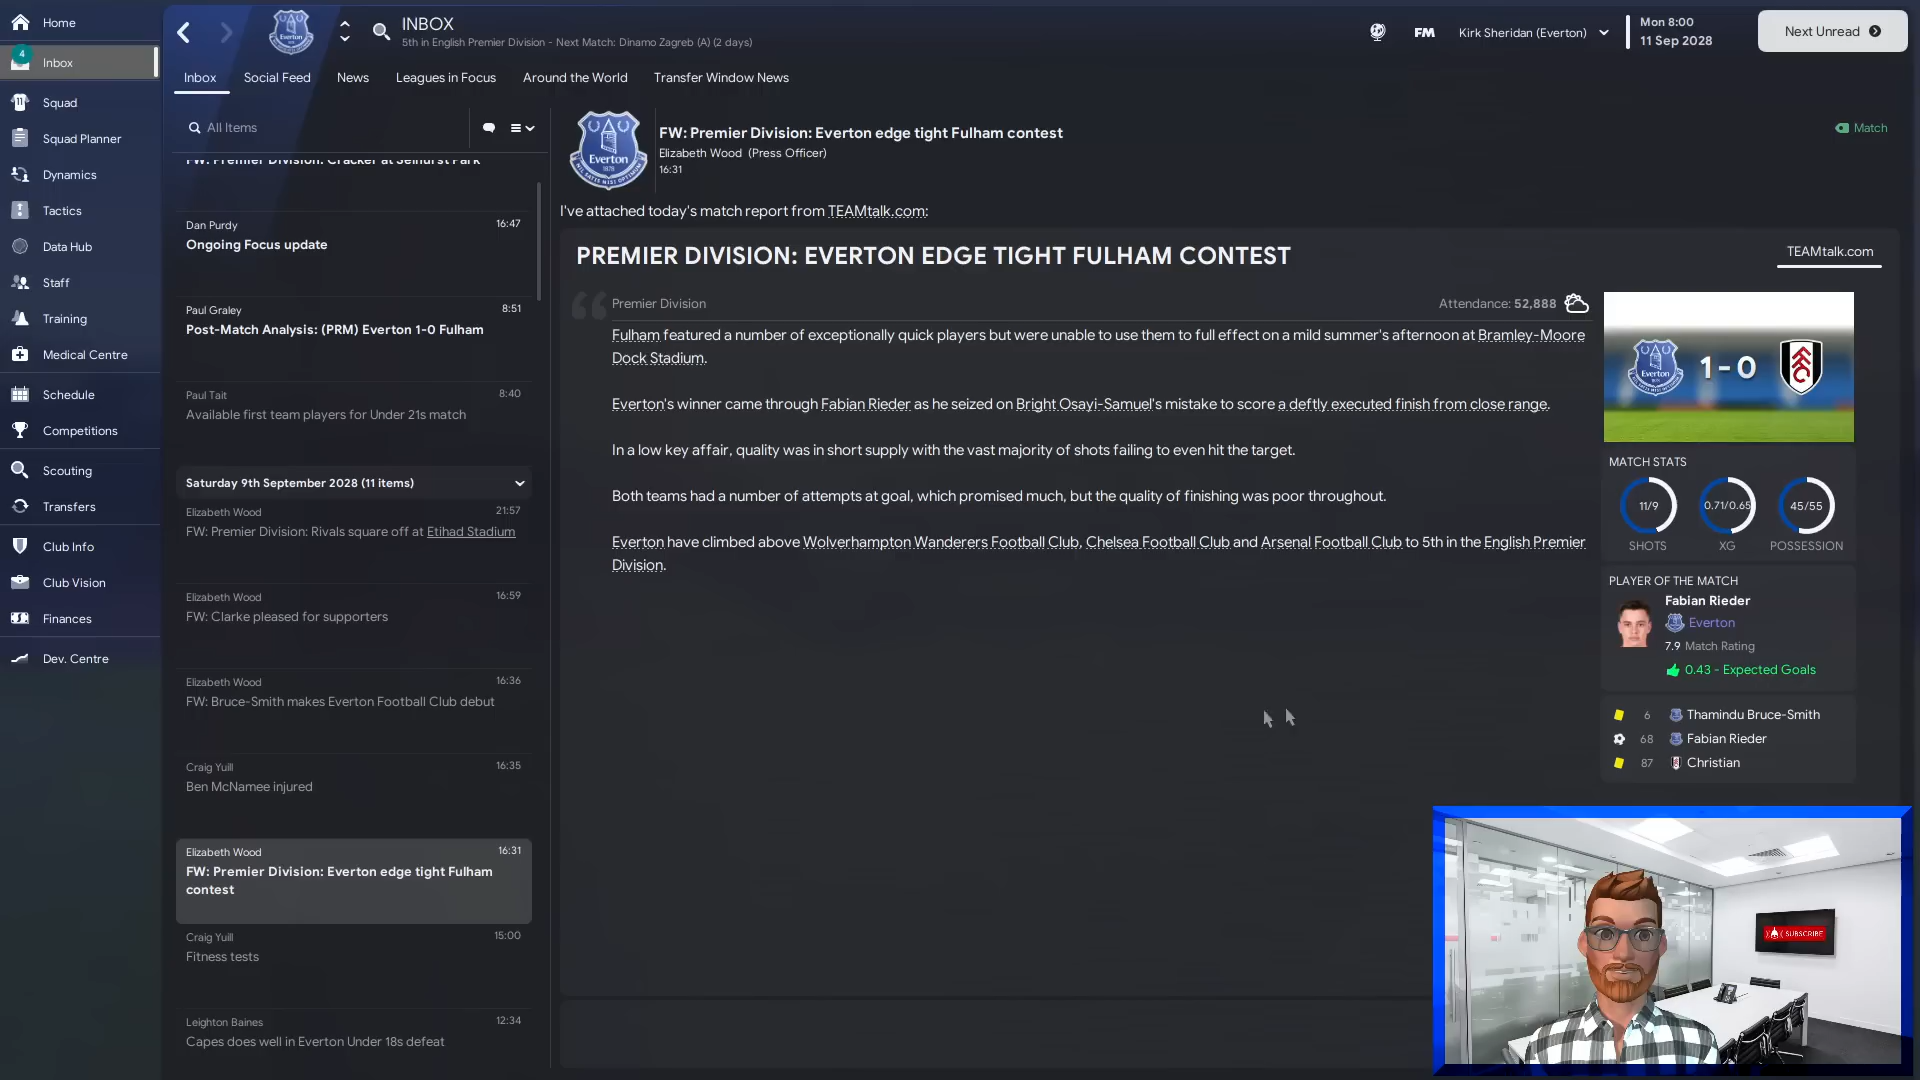 Home
4
Inbox
Squad
Squad Planner
Dynamics
Tactics
Data Hub
Staff
Training
Medical Centre
Schedule
Competitions
Scouting
Transfers
Club Info
Club Vision
Finances
Dev. Centre
INBOX
5th in English Premier Division - Next Match: Dinamo Zagreb (A) (2 days)
FM
Kirk Sheridan (Everton)
Mon 8:00
11 Sep 2028
Next Unread
Inbox
Social Feed
News
Leagues in Focus
Around the World
Transfer Window News
All Items
FW: Premier Division: Cracker at Selhurst Park
Dan Purdy 16:47
Ongoing Focus update
Paul Graley 8:51
Post-Match Analysis: (PRM) Everton 1-0 Fulham
Paul Tait 8:40
Available first team players for Under 21s match
Saturday 9th September 2028 (11 items)
Elizabeth Wood 21:57
FW: Premier Division: Rivals square off at Etihad Stadium
Elizabeth Wood 16:59
FW: Clarke pleased for supporters
Elizabeth Wood 16:36
FW: Bruce-Smith makes Everton Football Club debut
Craig Yuill 16:35
Ben McNamee injured
Elizabeth Wood 16:31
FW: Premier Division: Everton edge tight Fulham
contest
Craig Yuill 15:00
Fitness tests
Leighton Baines 12:34
Capes does well in Everton Under 18s defeat
Everton
FW: Premier Division: Everton edge tight Fulham contest
Elizabeth Wood (Press Officer)
16:31
Match
I've attached today's match report from TEAMtalk.com:
PREMIER DIVISION: EVERTON EDGE TIGHT FULHAM CONTEST
TEAMtalk.com
Premier Division
Attendance: 52,888
Fulham featured a number of exceptionally quick players but were unable to use them to full effect on a mild summer's afternoon at Bramley-Moore
Dock Stadium.
Everton's winner came through Fabian Rieder as he seized on Bright Osayi-Samuel's mistake to score a deftly executed finish from close range.
In a low key affair, quality was in short supply with the vast majority of shots failing to even hit the target.
Both teams had a number of attempts at goal, which promised much, but the quality of finishing was poor throughout.
Everton have climbed above Wolverhampton Wanderers Football Club, Chelsea Football Club and Arsenal Football Club to 5th in the English Premier
Division.
Everton
1 - 0
MATCH STATS
11/9
0.71/0.65
45/55
SHOTS
XG
POSSESSION
PLAYER OF THE MATCH
Fabian Rieder
Everton
7.9 Match Rating
0.43 - Expected Goals
6 Thamindu Bruce-Smith
68 Fabian Rieder
87 Christian
SUBSCRIBE